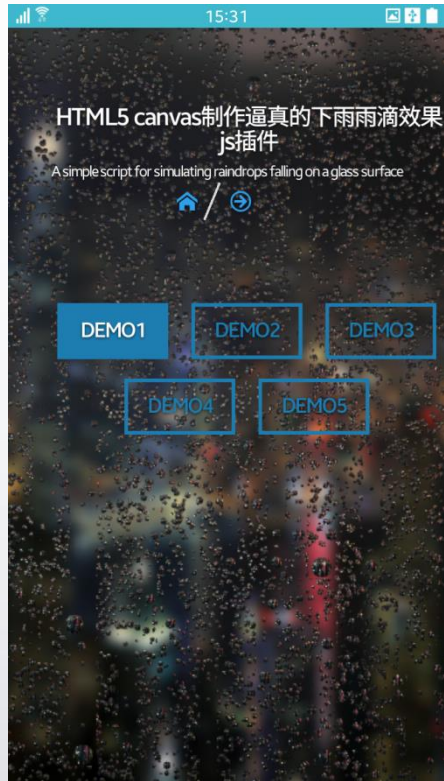 15:31
HTML5 canvas制作逼真的下雨雨滴效果
js插件
A simple script for simulating raindrops falling on a glass surface
DEMO1 DEMO2 DEMO3
DEMO4 DEMO5